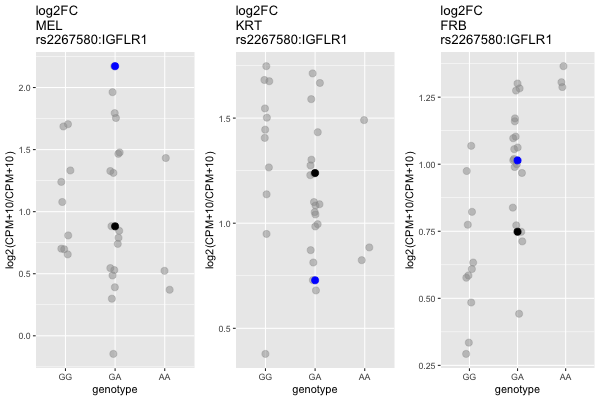 log2FC
MEL
rs2267580:IGFLR1
log2(CPM+10/CPM+10)
2.0
1.5
1.0
0.5
0.0
GG GA AA
genotype
log2FC
KRT
rs2267580:IGFLR1
log2(CPM+10/CPM+10)
1.5
1.0
0.5
GG GA AA
genotype
log2FC
FRB
rs2267580:IGFLR1
log2(CPM+10/CPM+10)
1.25
1.00
0.75
0.50
0.25
GG GA AA
genotype